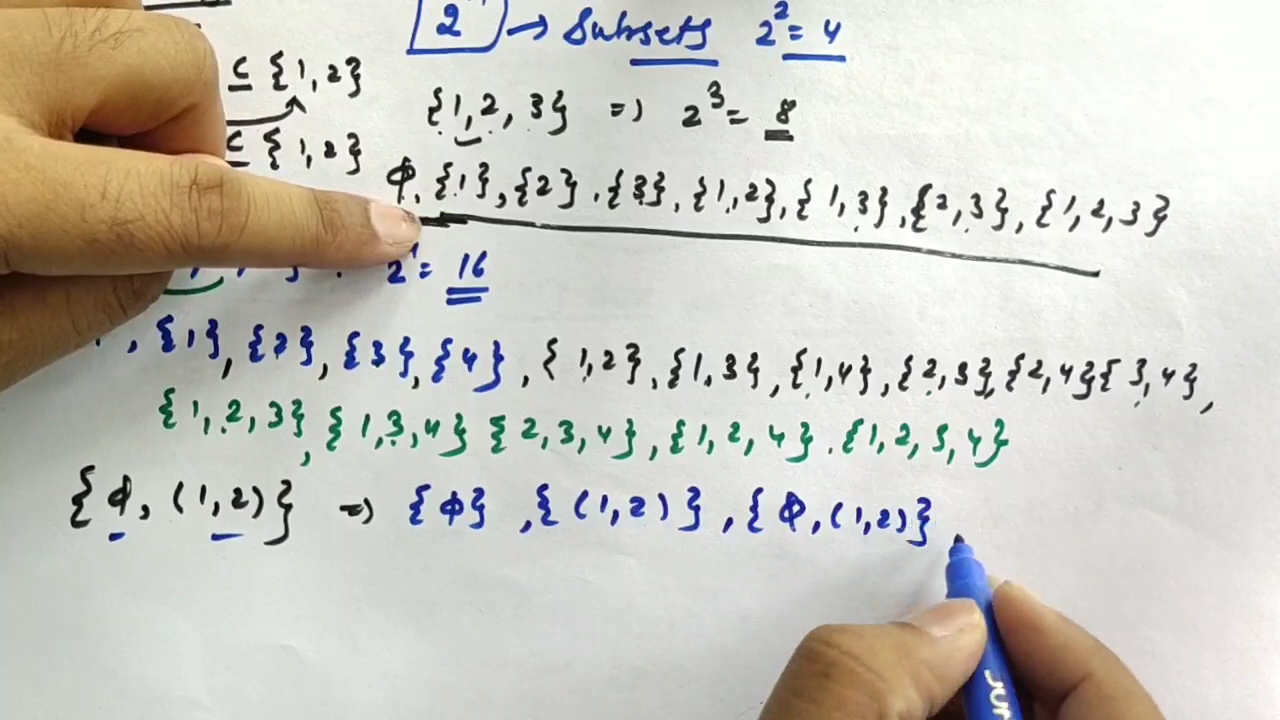 2ⁿ → Subsets 2² = 4
⊆ {1,2}
{1,2,3} ⇒ 2³ = 8
⊆ {1,2}
Φ, {1}, {2}, {3}, {1,2}, {1,3}, {2,3}, {1,2,3}
= 16
, {1}, {2}, {3}, {4}, {1,2}, {1,3}, {1,4}, {2,3}, {2,4} {3,4},
{1,2,3}, {1,3,4} {2,3,4}, {1,2,4}. {1,2,3,4}
{Φ, (1,2)} ⇒ {Φ}, {(1,2)}, {Φ,(1,2)}